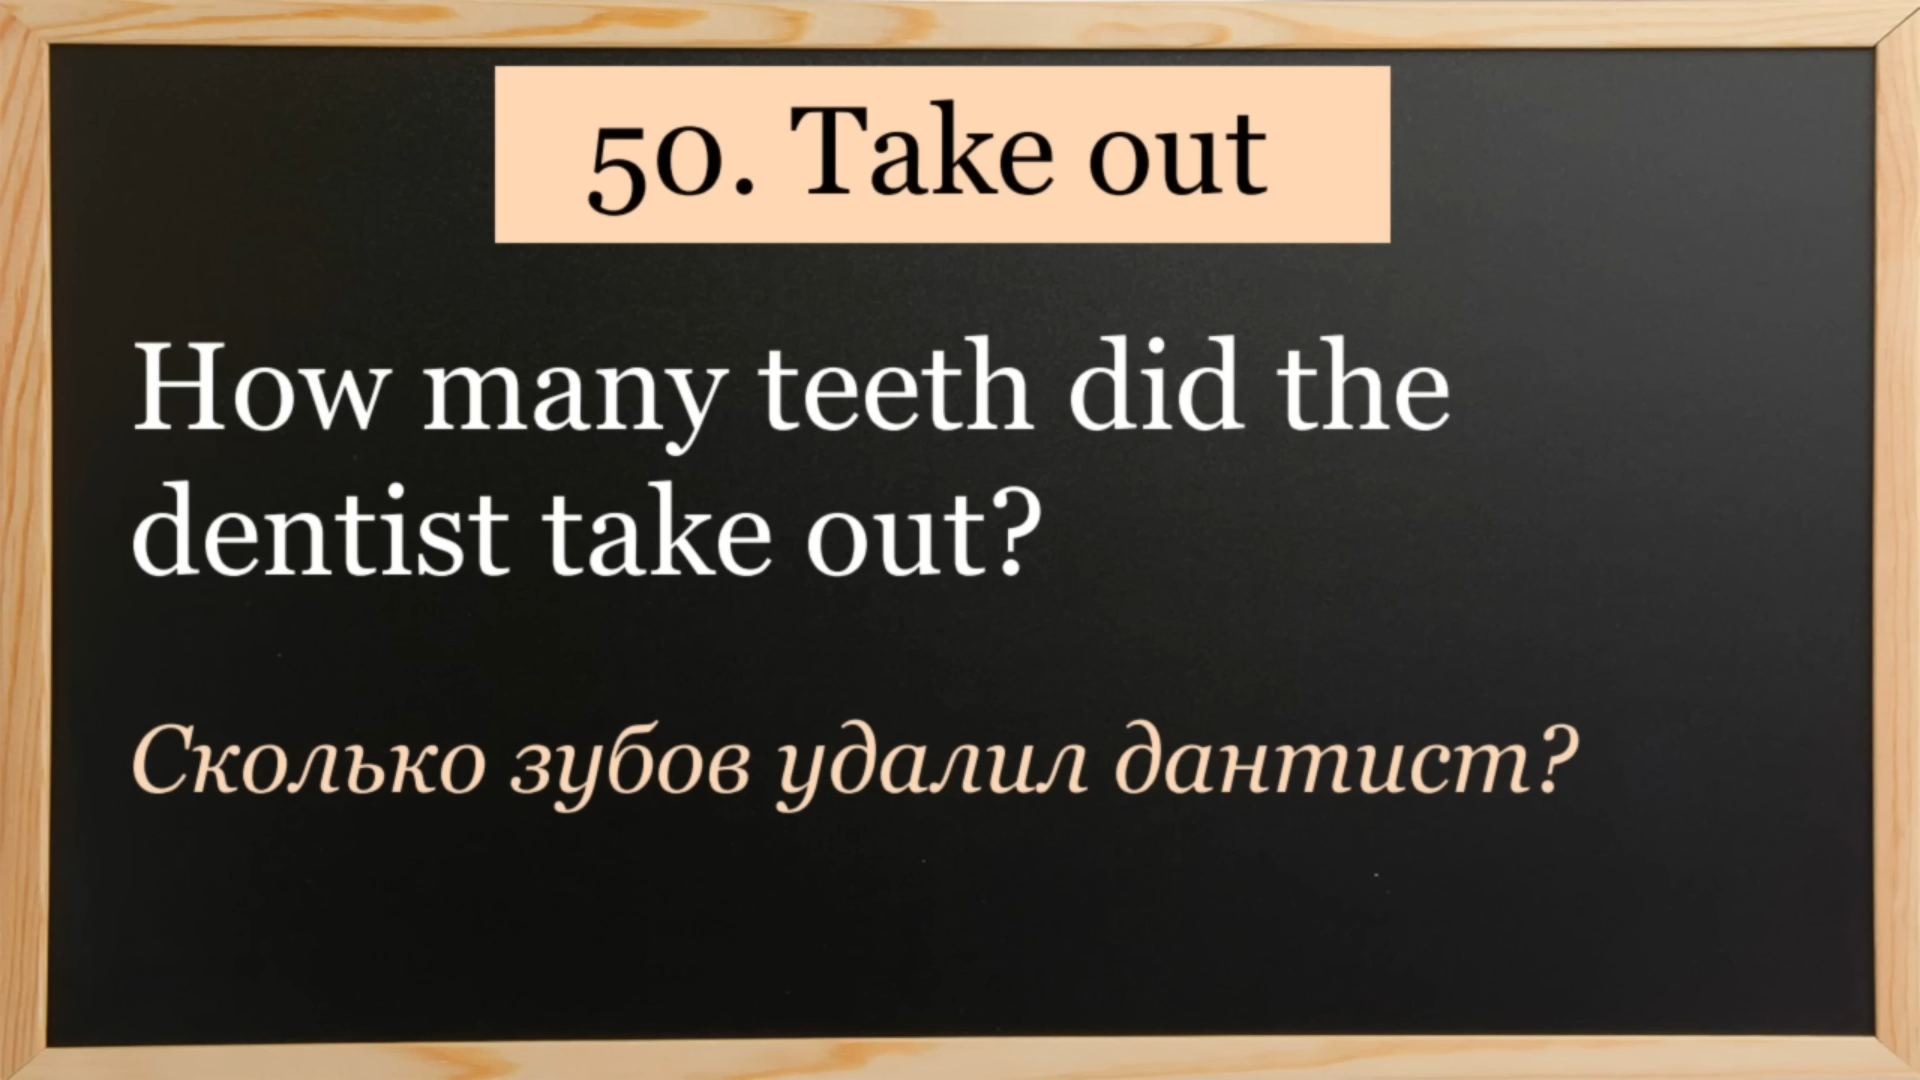 50. Take out
How many teeth did the
dentist take out?
Сколько зубов удалил дантист?